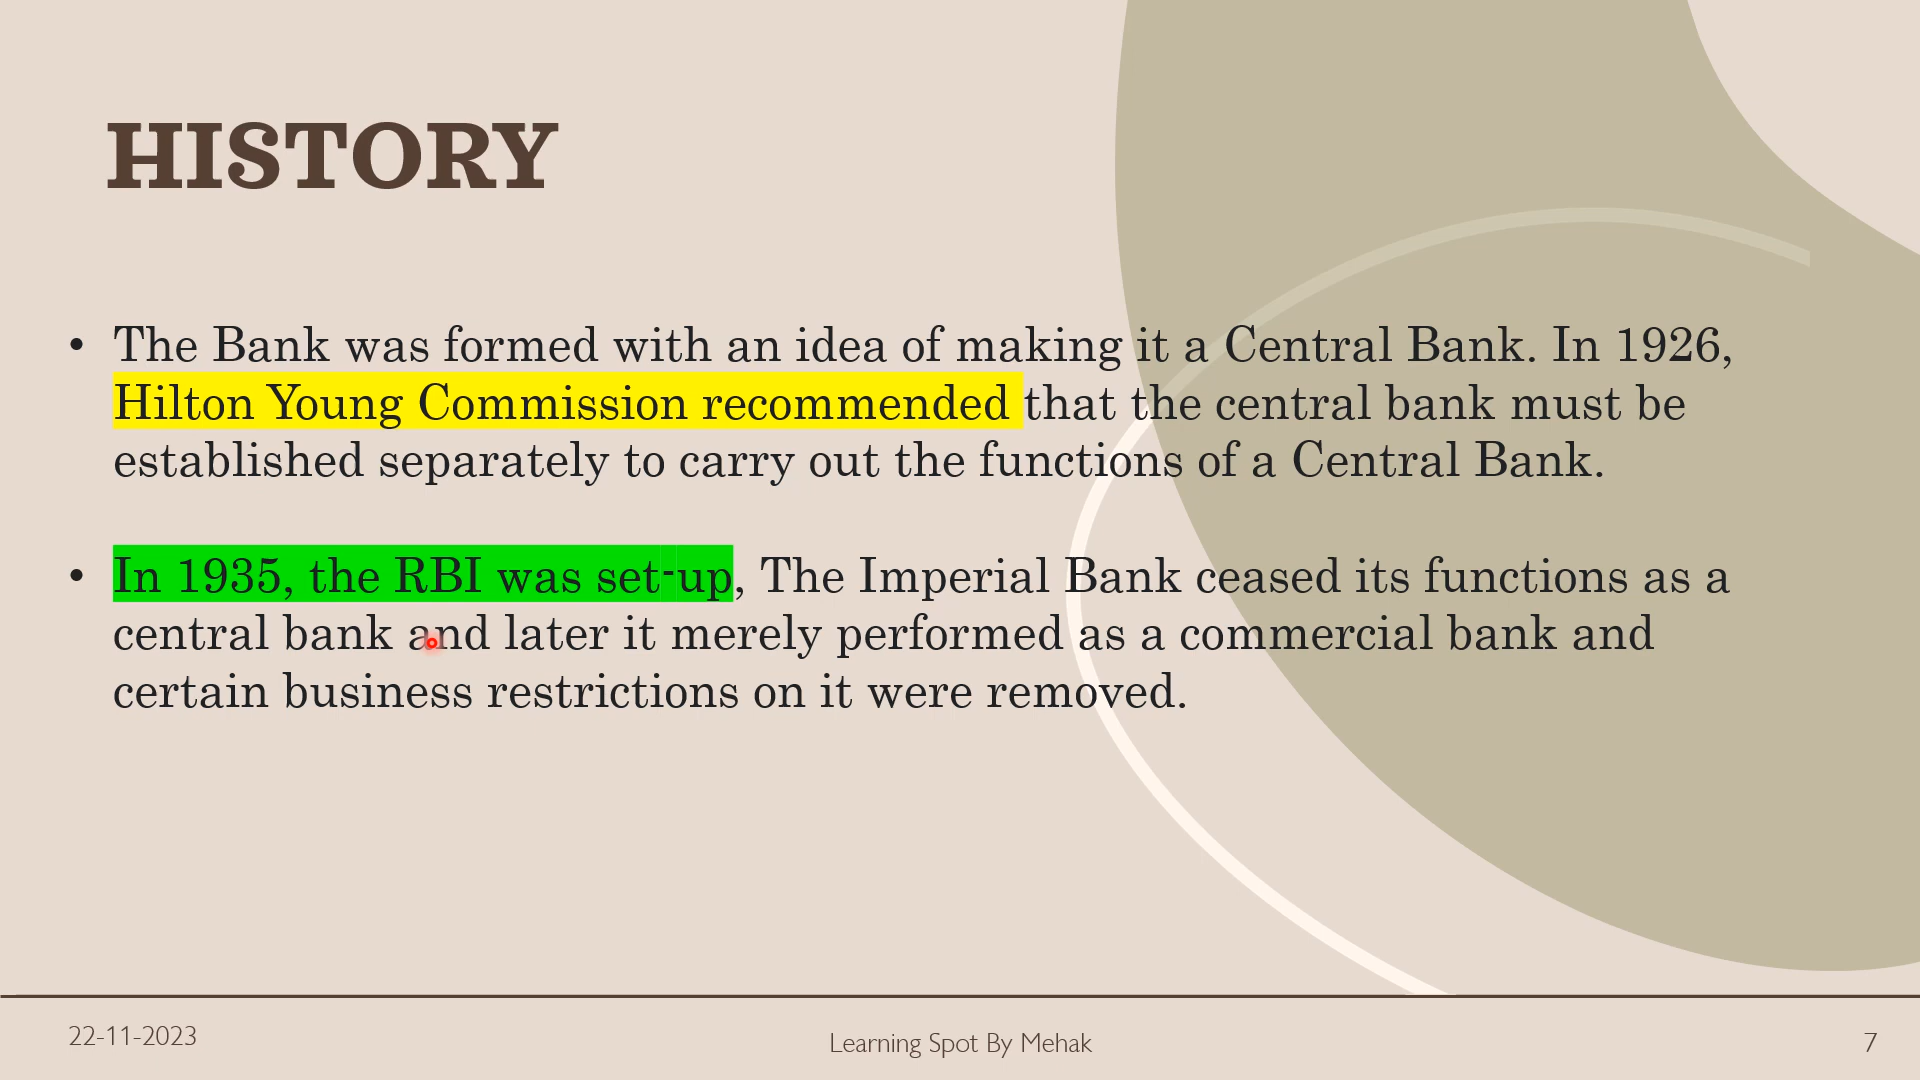 HISTORY
• The Bank was formed with an idea of making it a Central Bank. In 1926,
Hilton Young Commission recommended that the central bank must be
established separately to carry out the functions of a Central Bank.
• In 1935, the RBI was set-up, The Imperial Bank ceased its functions as a
central bank and later it merely performed as a commercial bank and
certain business restrictions on it were removed.
22-11-2023
Learning Spot By Mehak
7